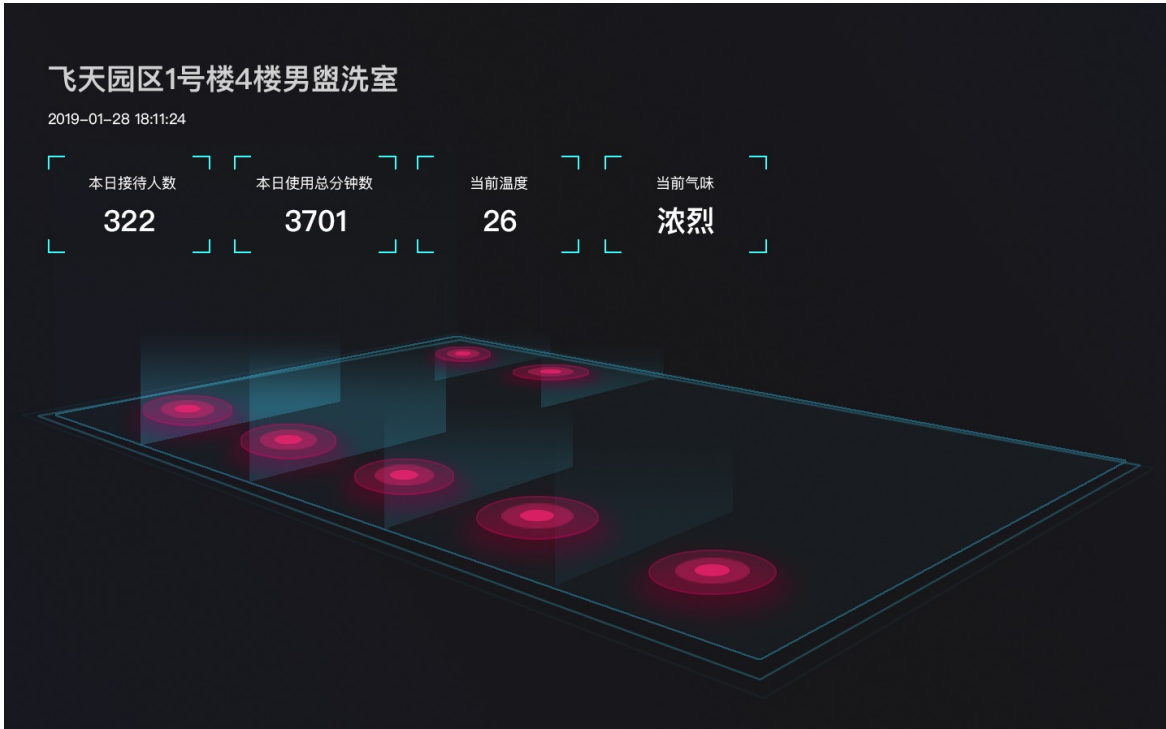 飞天园区1号楼4楼男盥洗室
2019-01-28 18:11:24
本日接待人数
322
本日使用总分钟数
3701
当前温度
26
当前气味
浓烈